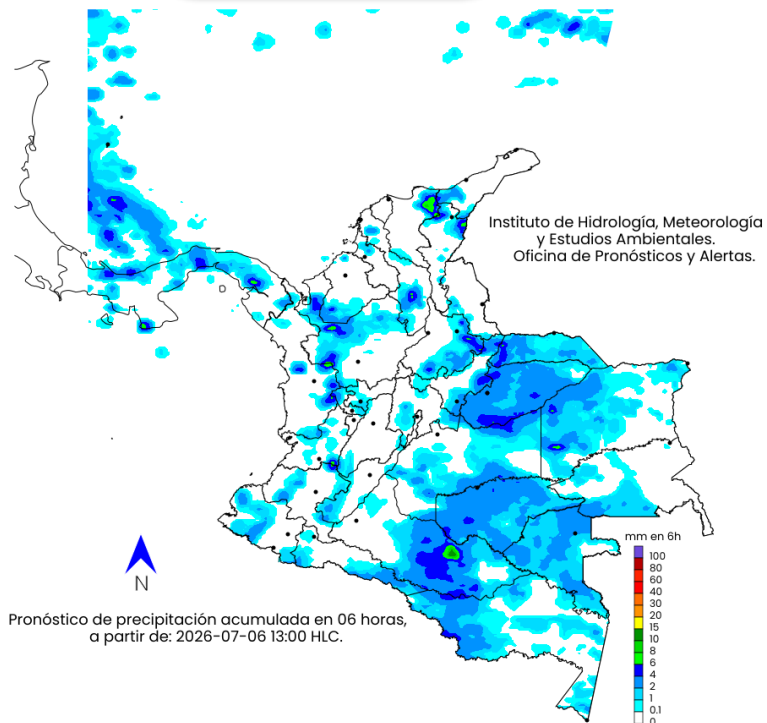 Instituto de Hidrología, Meteorología
y Estudios Ambientales.
Oficina de Pronósticos y Alertas.
mm en 6h
100
80
60
40
30
20
15
10
8
6
4
2
1
0.1
0
N
Pronóstico de precipitación acumulada en 06 horas,
a partir de: 2026-07-06 13:00 HLC.